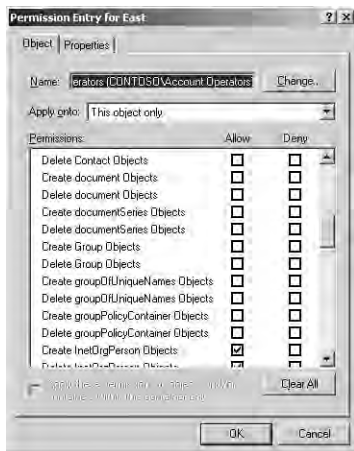 Permission Entry for East
Object Properties
Name: erators (CONTOSO\Account Operators Change...
Apply onto: This object only
Permissions: Allow Deny
Delete Contact Objects
Create document Objects
Delete document Objects
Create documentSeries Objects
Delete documentSeries Objects
Create Group Objects
Delete Group Objects
Create groupOfUniqueNames Objects
Delete groupOfUniqueNames Objects
Create groupPolicyContainer Objects
Delete groupPolicyContainer Objects
Create InetOrgPerson Objects
Delete InetOrgPerson Objects
Clear All
OK Cancel